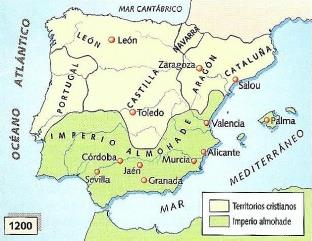 MAR CANTÁBRICO
OCÉANO ATLÁNTICO
LEÓN
León
NAVARRA
Zaragoza
ARAGÓN
CATALUÑA
Salou
PORTUGAL
CASTILLA
Toledo
Valencia
Palma
IMPERIO ALMOHADE
Córdoba
Jaén
Murcia
Alicante
Sevilla
Granada
MAR MEDITERRÁNEO
1200
Territorios cristianos
Imperio almohade